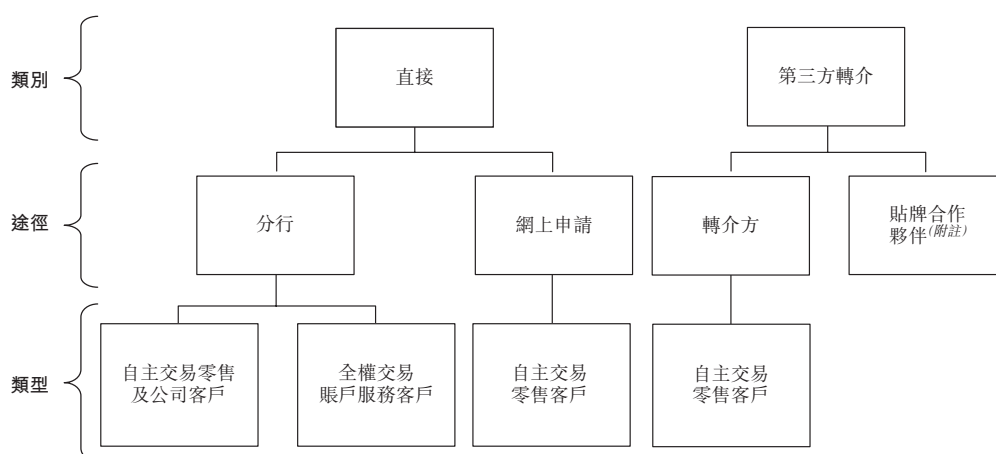 類別
直接
第三方轉介
途徑
分行
網上申請
轉介方
貼牌合作
夥伴(附註)
類型
自主交易零售
及公司客戶
全權交易
賬戶服務客戶
自主交易
零售客戶
自主交易
零售客戶